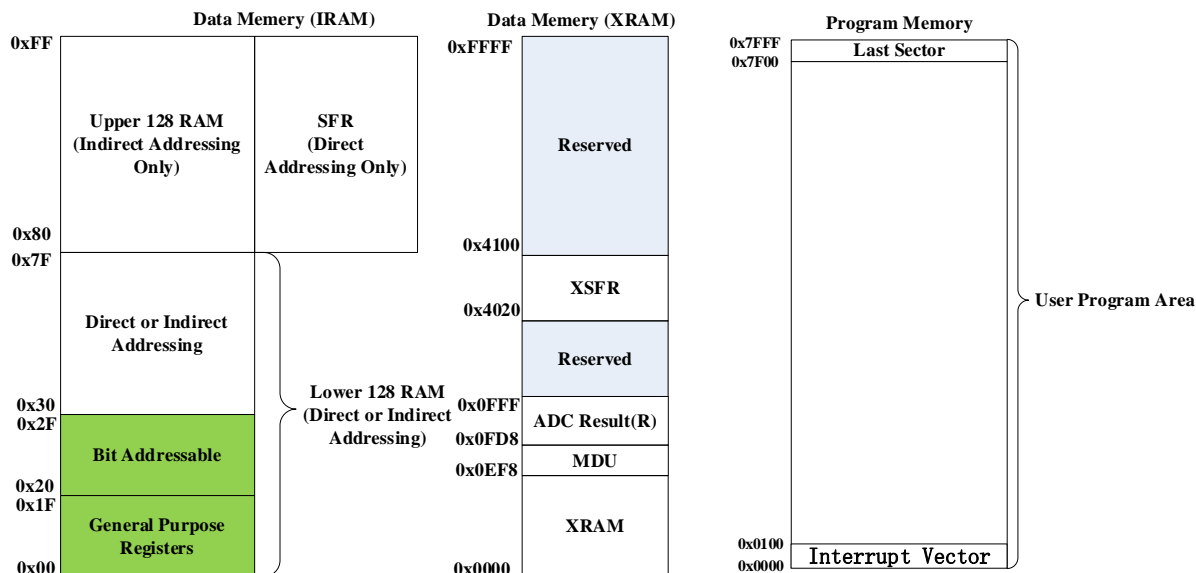 Data Memery (IRAM)
0xFF
Upper 128 RAM
(Indirect Addressing
Only)
SFR
(Direct
Addressing Only)
0x80
0x7F
Direct or Indirect
Addressing
0x30
0x2F
Bit Addressable
0x20
0x1F
General Purpose
Registers
0x00
Lower 128 RAM
(Direct or Indirect
Addressing)
Data Memery (XRAM)
0xFFFF
Reserved
0x4100
XSFR
0x4020
Reserved
0x0FFF
ADC Result(R)
0x0FD8
MDU
0x0EF8
XRAM
0x0000
Program Memory
0x7FFF
Last Sector
0x7F00
User Program Area
0x0100
Interrupt Vector
0x0000